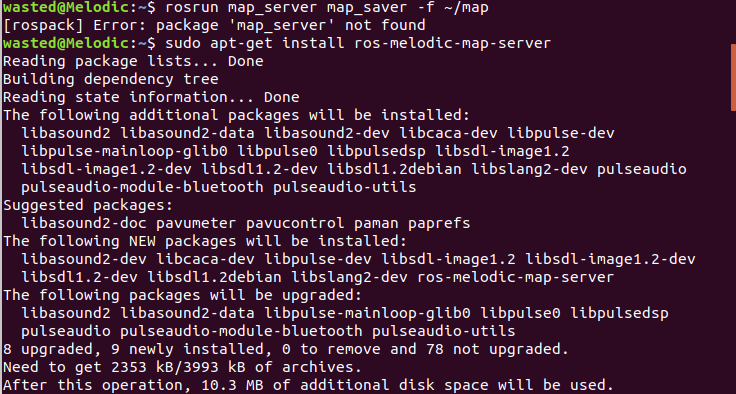 wasted@Melodic:~$ rosrun map_server map_saver -f ~/map
[rospack] Error: package 'map_server' not found
wasted@Melodic:~$ sudo apt-get install ros-melodic-map-server
Reading package lists... Done
Building dependency tree
Reading state information... Done
The following additional packages will be installed:
  libasound2 libasound2-data libasound2-dev libcaca-dev libpulse-dev
  libpulse-mainloop-glib0 libpulse0 libpulsedsp libsdl-image1.2
  libsdl-image1.2-dev libsdl1.2-dev libsdl1.2debian libslang2-dev pulseaudio
  pulseaudio-module-bluetooth pulseaudio-utils
Suggested packages:
  libasound2-doc pavumeter pavucontrol paman paprefs
The following NEW packages will be installed:
  libasound2-dev libcaca-dev libpulse-dev libsdl-image1.2 libsdl-image1.2-dev
  libsdl1.2-dev libsdl1.2debian libslang2-dev ros-melodic-map-server
The following packages will be upgraded:
  libasound2 libasound2-data libpulse-mainloop-glib0 libpulse0 libpulsedsp
  pulseaudio pulseaudio-module-bluetooth pulseaudio-utils
8 upgraded, 9 newly installed, 0 to remove and 78 not upgraded.
Need to get 2353 kB/3993 kB of archives.
After this operation, 10.3 MB of additional disk space will be used.